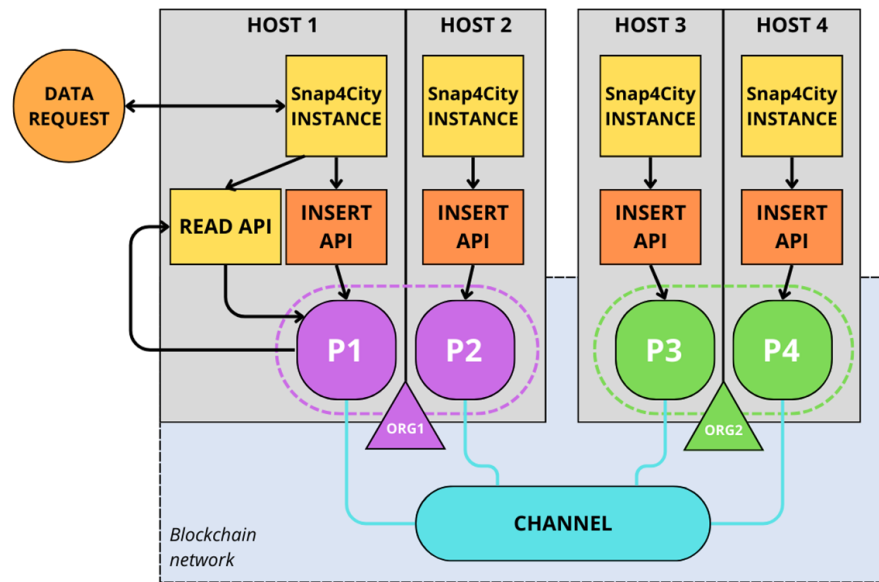 HOST 1
HOST 2
HOST 3
HOST 4
DATA
REQUEST
Snap4City
INSTANCE
Snap4City
INSTANCE
Snap4City
INSTANCE
Snap4City
INSTANCE
READ API
INSERT
API
INSERT
API
INSERT
API
INSERT
API
P1
P2
P3
P4
ORG1
ORG2
CHANNEL
Blockchain
network